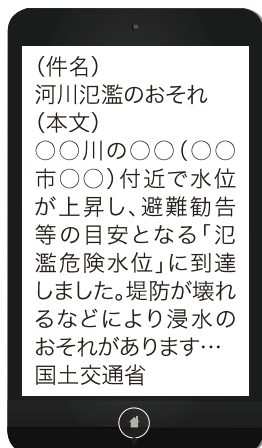 （件名）
河川氾濫のおそれ
（本文）
○○川の○○（○○
市○○）付近で水位
が上昇し、避難勧告
等の目安となる「氾
濫危険水位」に到達
しました。堤防が壊れ
るなどにより浸水の
おそれがあります…
国土交通省